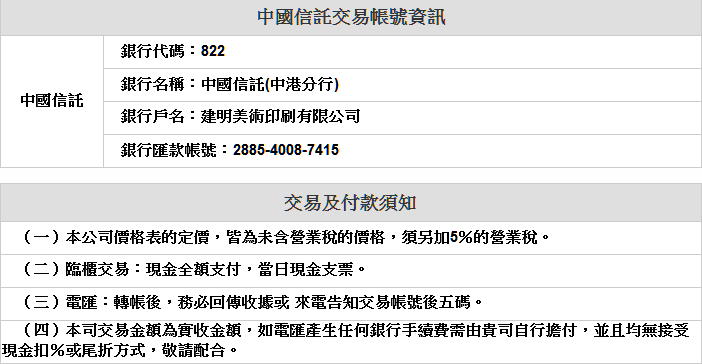 中國信託交易帳號資訊
中國信託
銀行代碼：822
銀行名稱：中國信託(中港分行)
銀行戶名：建明美術印刷有限公司
銀行匯款帳號：2885-4008-7415
交易及付款須知
（一）本公司價格表的定價，皆為未含營業稅的價格，須另加5%的營業稅。
（二）臨櫃交易：現金全額支付，當日現金支票。
（三）電匯：轉帳後，務必回傳收據或 來電告知交易帳號後五碼。
（四）本司交易金額為實收金額，如電匯產生任何銀行手續費需由貴司自行擔付，並且均無接受
現金扣%或尾折方式，敬請配合。